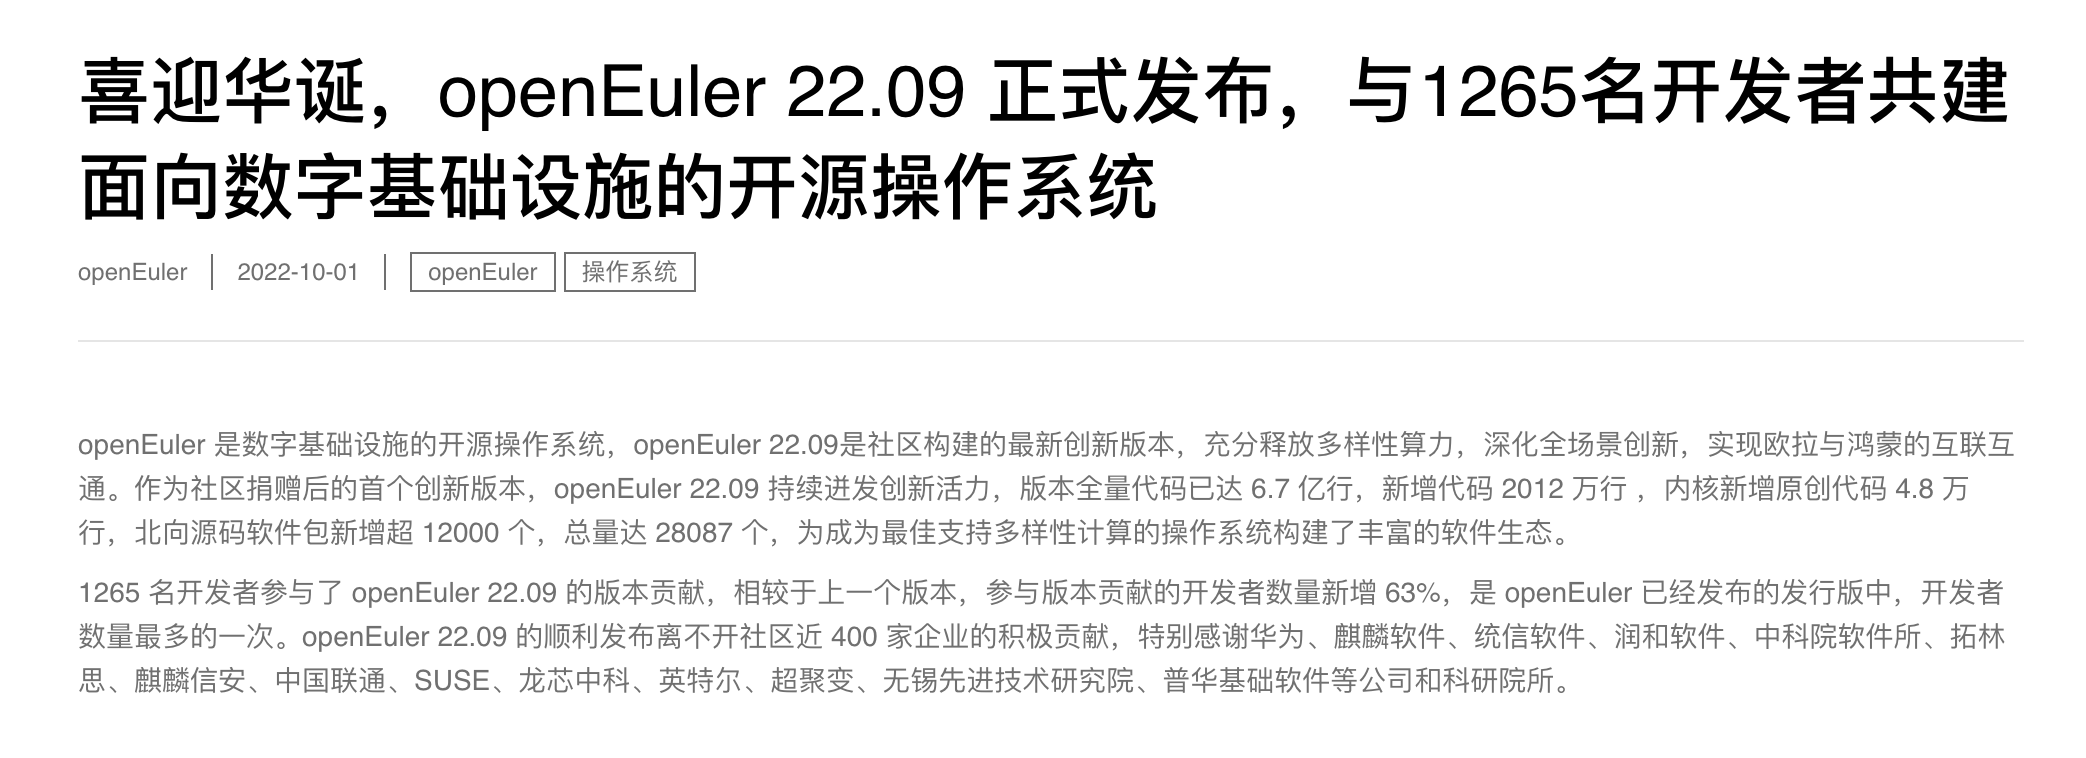 喜迎华诞，openEuler 22.09 正式发布，与1265名开发者共建
面向数字基础设施的开源操作系统
openEuler | 2022-10-01 | openEuler 操作系统
openEuler 是数字基础设施的开源操作系统，openEuler 22.09是社区构建的最新创新版本，充分释放多样性算力，深化全场景创新，实现欧拉与鸿蒙的互联互
通。作为社区捐赠后的首个创新版本，openEuler 22.09 持续迸发创新活力，版本全量代码已达 6.7 亿行，新增代码 2012 万行 ，内核新增原创代码 4.8 万
行，北向源码软件包新增超 12000 个，总量达 28087 个，为成为最佳支持多样性计算的操作系统构建了丰富的软件生态。
1265 名开发者参与了 openEuler 22.09 的版本贡献，相较于上一个版本，参与版本贡献的开发者数量新增 63%，是 openEuler 已经发布的发行版中，开发者
数量最多的一次。openEuler 22.09 的顺利发布离不开社区近 400 家企业的积极贡献，特别感谢华为、麒麟软件、统信软件、润和软件、中科院软件所、拓林
思、麒麟信安、中国联通、SUSE、龙芯中科、英特尔、超聚变、无锡先进技术研究院、普华基础软件等公司和科研院所。